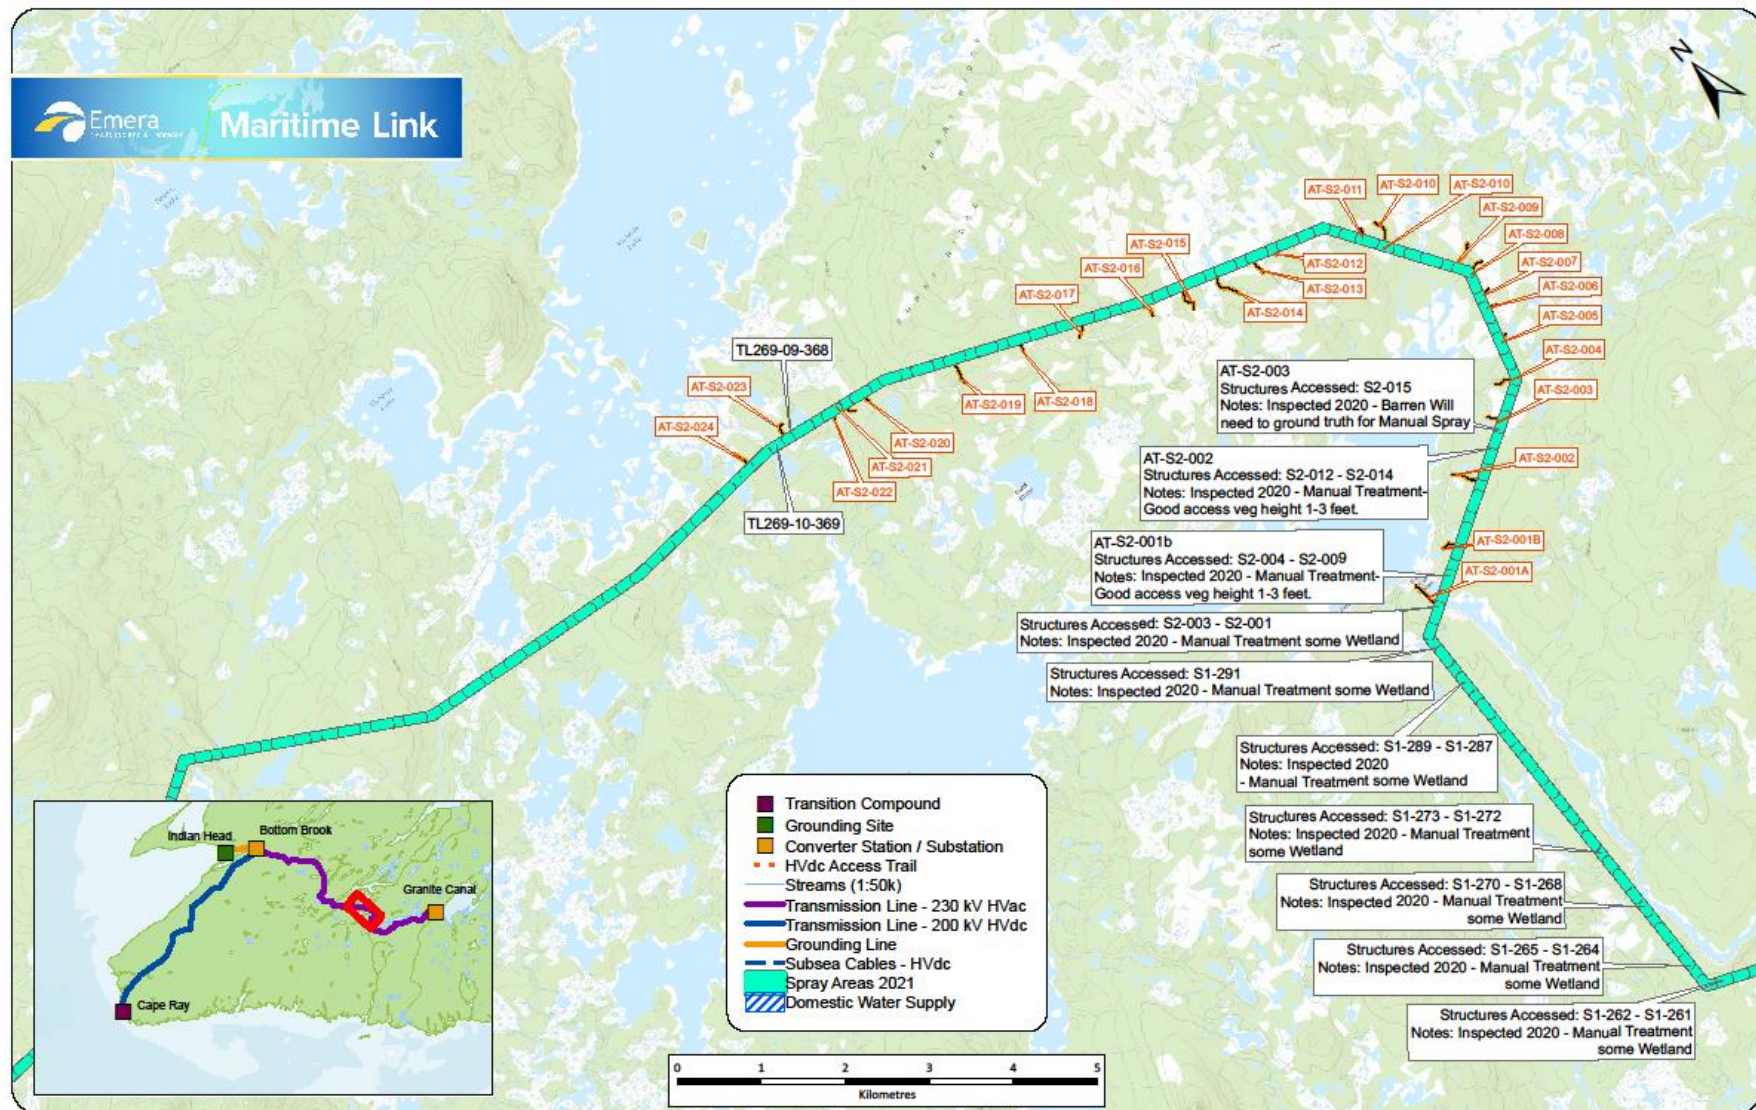 N
Emera
Maritime Link
AT-S2-011
AT-S2-010
AT-S2-010
AT-S2-009
AT-S2-008
AT-S2-007
AT-S2-006
AT-S2-005
AT-S2-004
AT-S2-003
AT-S2-002
AT-S2-001B
AT-S2-001A
AT-S2-012
AT-S2-013
AT-S2-014
AT-S2-015
AT-S2-016
AT-S2-017
AT-S2-018
AT-S2-019
AT-S2-020
AT-S2-021
AT-S2-022
AT-S2-023
AT-S2-024
TL269-09-368
TL269-10-369
AT-S2-003
Structures Accessed: S2-015
Notes: Inspected 2020 - Barren Will
need to ground truth for Manual Spray
AT-S2-002
Structures Accessed: S2-012 - S2-014
Notes: Inspected 2020 - Manual Treatment-
Good access veg height 1-3 feet.
AT-S2-001b
Structures Accessed: S2-004 - S2-009
Notes: Inspected 2020 - Manual Treatment-
Good access veg height 1-3 feet.
Structures Accessed: S2-003 - S2-001
Notes: Inspected 2020 - Manual Treatment some Wetland
Structures Accessed: S1-291
Notes: Inspected 2020 - Manual Treatment some Wetland
Structures Accessed: S1-289 - S1-287
Notes: Inspected 2020
- Manual Treatment some Wetland
Structures Accessed: S1-273 - S1-272
Notes: Inspected 2020 - Manual Treatment
some Wetland
Structures Accessed: S1-270 - S1-268
Notes: Inspected 2020 - Manual Treatment
some Wetland
Structures Accessed: S1-265 - S1-264
Notes: Inspected 2020 - Manual Treatment
some Wetland
Structures Accessed: S1-262 - S1-261
Notes: Inspected 2020 - Manual Treatment
some Wetland
Transition Compound
Grounding Site
Converter Station / Substation
HVdc Access Trail
Streams (1:50k)
Transmission Line - 230 kV HVac
Transmission Line - 200 kV HVdc
Grounding Line
Subsea Cables - HVdc
Spray Areas 2021
Domestic Water Supply
Indian Head
Bottom Brook
Granite Canal
Cape Ray
0 1 2 3 4 5
Kilometres